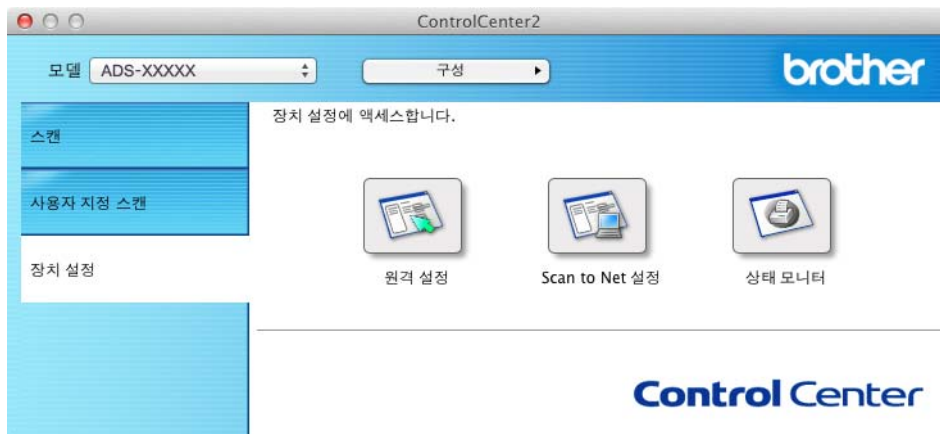 ControlCenter2
모델 ADS-XXXXX 구성 brother
스캔
사용자 지정 스캔
장치 설정
장치 설정에 액세스합니다.
원격 설정 Scan to Net 설정 상태 모니터
Control Center